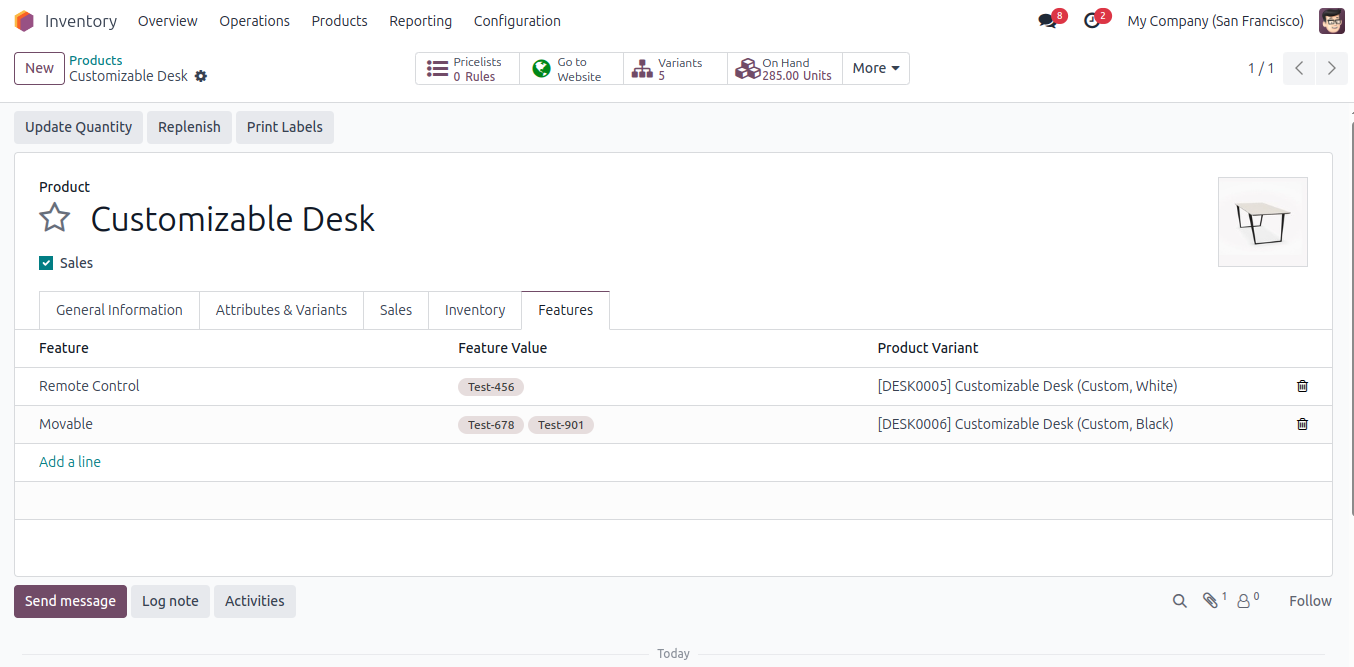 Inventory Overview Operations Products Reporting Configuration 8 2 My Company (San Francisco)
New Products
Customizable Desk
Pricelists
0 Rules
Go to
Website
Variants
5
On Hand
285.00 Units
More
1 / 1
Update Quantity Replenish Print Labels
Product
Customizable Desk
Sales
General Information Attributes & Variants Sales Inventory Features
Feature Feature Value Product Variant
Remote Control Test-456 [DESK0005] Customizable Desk (Custom, White)
Movable Test-678 Test-901 [DESK0006] Customizable Desk (Custom, Black)
Add a line
Send message Log note Activities 1 0 Follow
Today